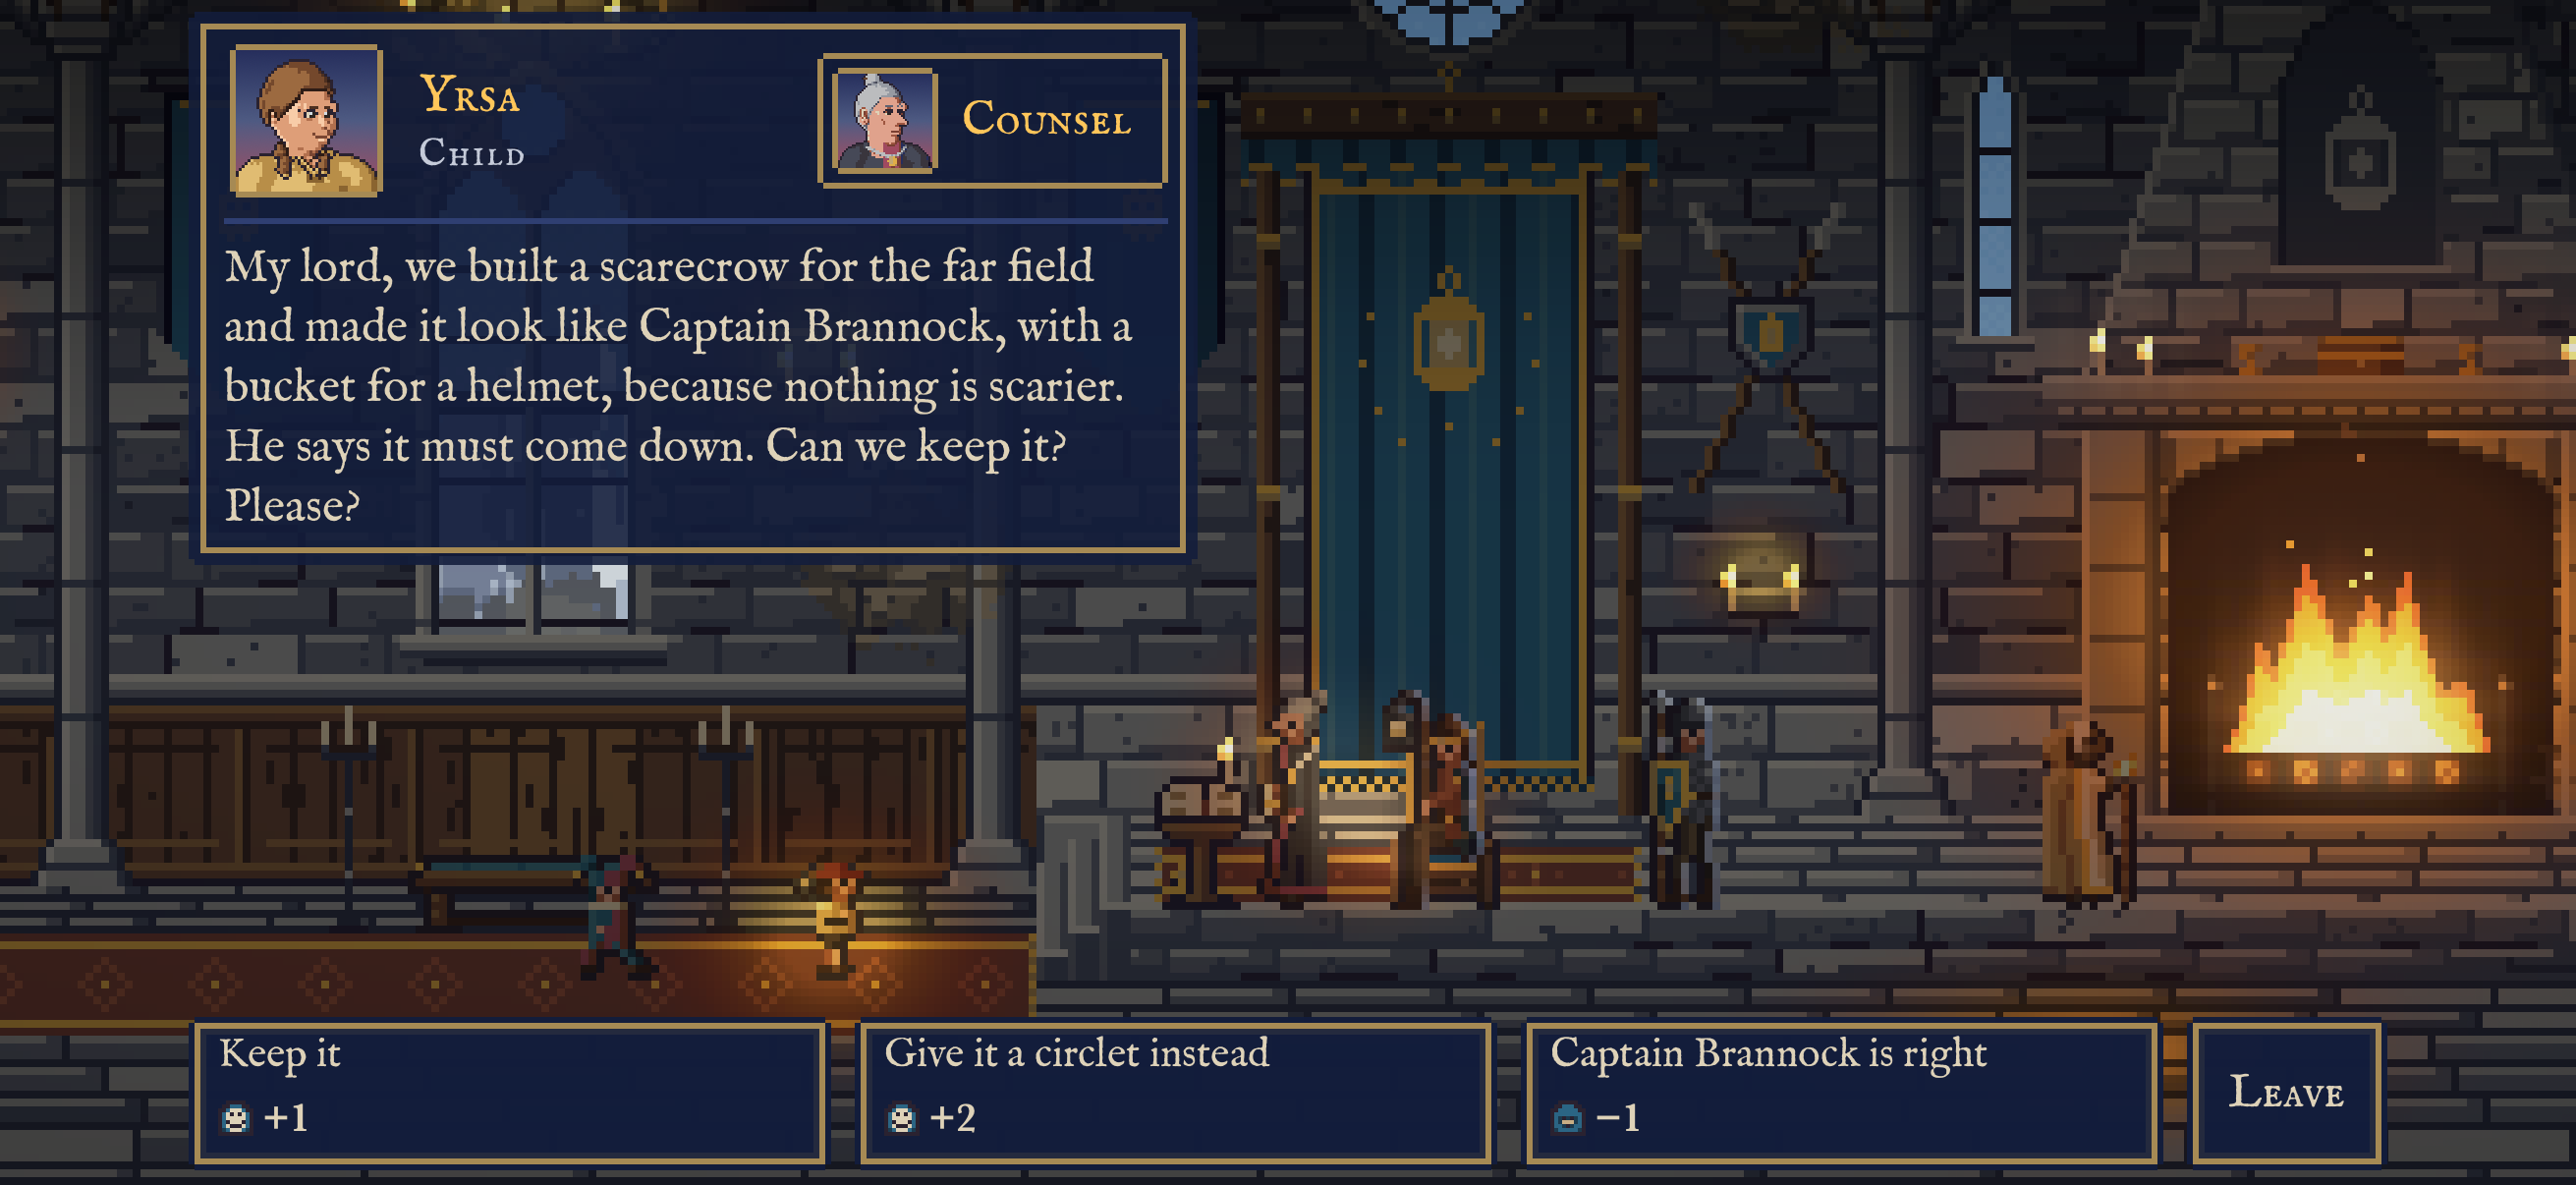 Yrsa
Child
Counsel
My lord, we built a scarecrow for the far field
and made it look like Captain Brannock, with a
bucket for a helmet, because nothing is scarier.
He says it must come down. Can we keep it?
Please?
Keep it
+1
Give it a circlet instead
+2
Captain Brannock is right
−1
Leave